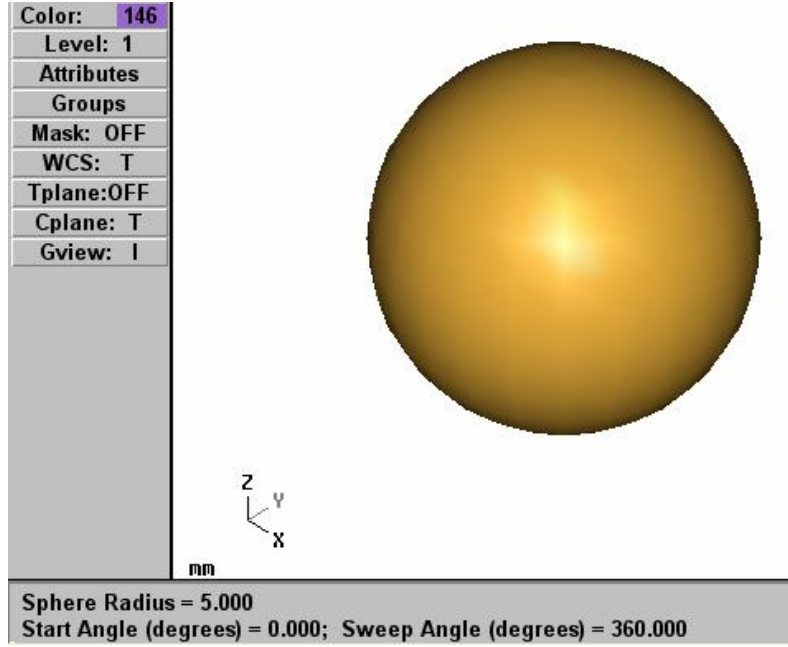 Color: 146
Level: 1
Attributes
Groups
Mask: OFF
WCS: T
Tplane:OFF
Cplane: T
Gview: I
Z
Y
X
mm
Sphere Radius = 5.000
Start Angle (degrees) = 0.000; Sweep Angle (degrees) = 360.000